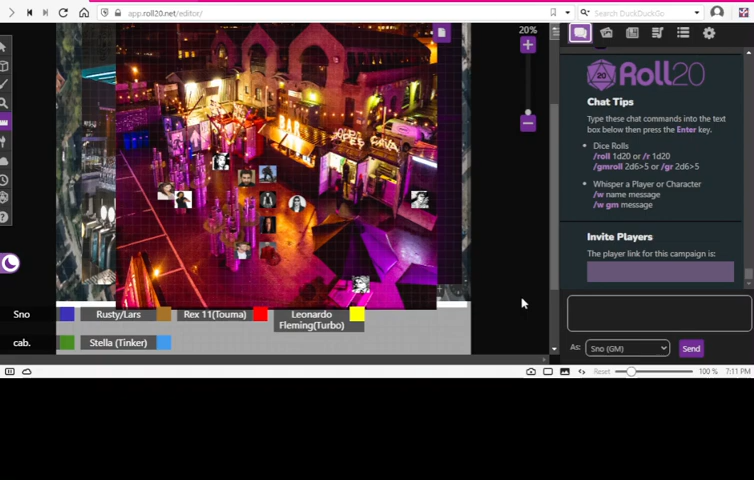 app.roll20.net/editor/
Search DuckDuckGo
20%
20
Roll20
Chat Tips
Type these chat commands into the text
box below then press the Enter key.
Dice Rolls
/roll 1d20 or /r 1d20
/gmroll 2d6>5 or /gr 2d6>5
Whisper a Player or Character
/w name message
/w gm message
Invite Players
The player link for this campaign is:
BAR
Sno
Rusty/Lars
Rex 11(Touma)
Leonardo
Fleming(Turbo)
cab.
Stella (Tinker)
As:
Sno (GM)
Send
Reset
100 %
7:11 PM